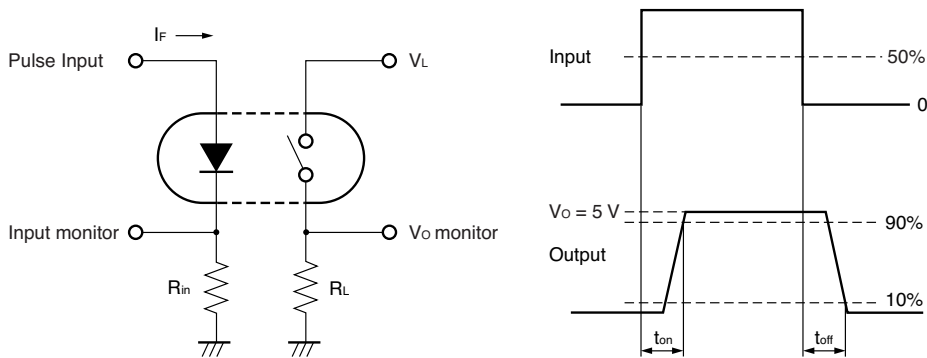 IF
Pulse Input
VL
Input monitor
VO monitor
Rin
RL
Input
50%
0
VO = 5 V
90%
Output
10%
ton
toff